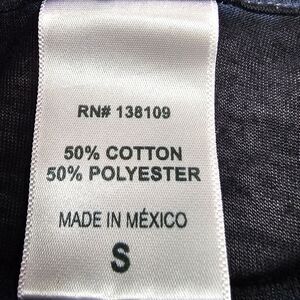 RN# 138109
50% COTTON
50% POLYESTER
MADE IN MÉXICO
S